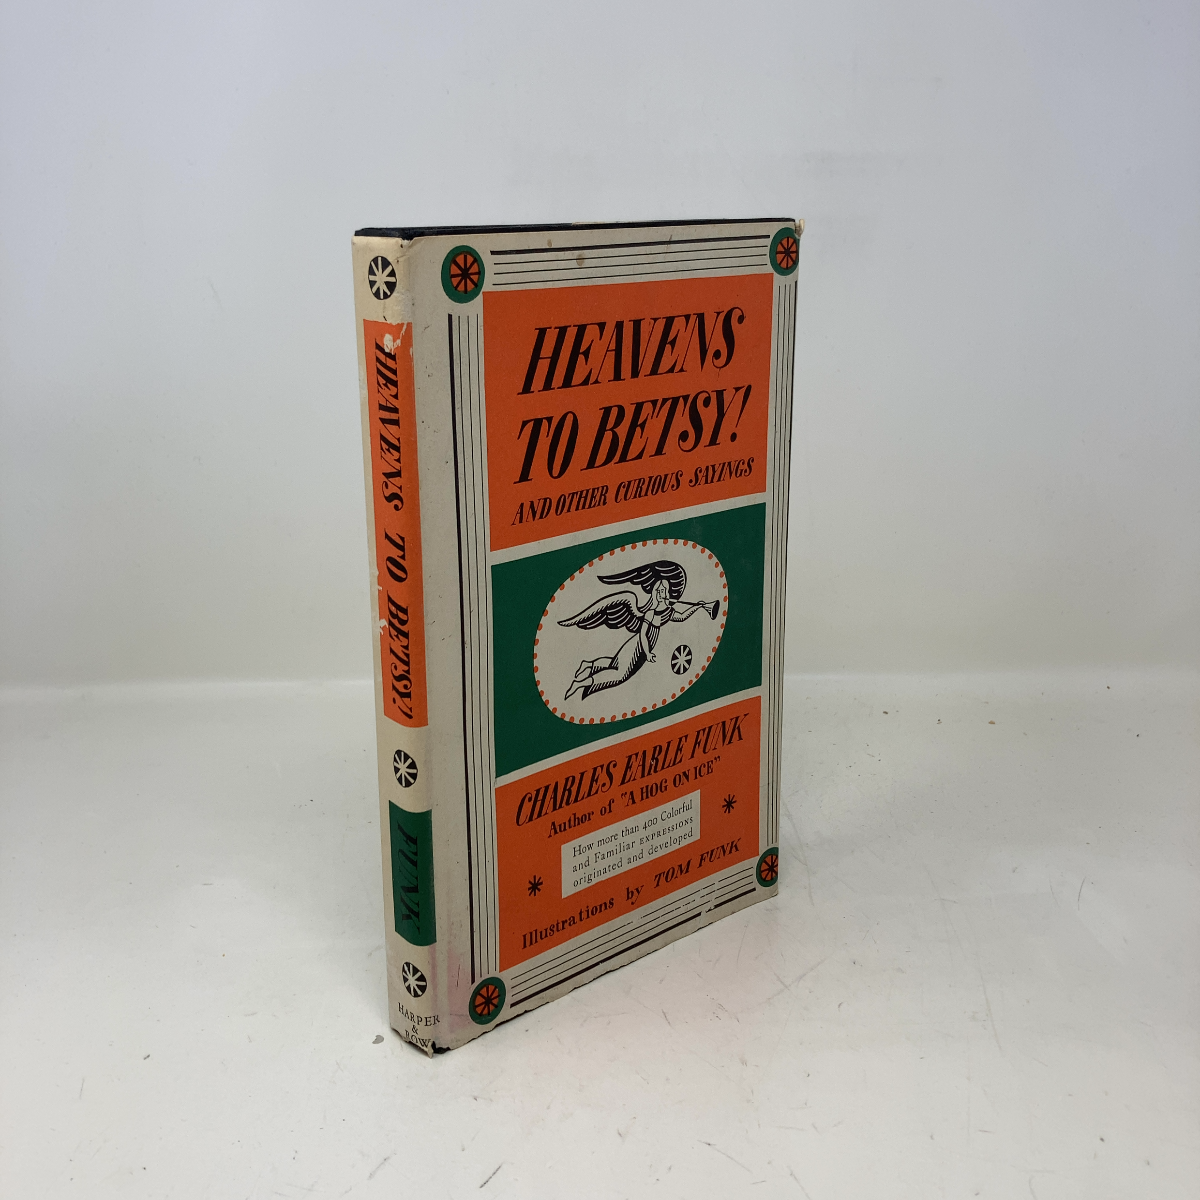 HEAVENS TO BETSY!
FUNK
HARPER
&
ROW
HEAVENS
TO BETSY!
AND OTHER CURIOUS SAYINGS
CHARLES EARLE FUNK
Author of "A HOG ON ICE"
How more than 400 Colorful
and Familiar EXPRESSIONS
originated and developed
Illustrations by TOM FUNK